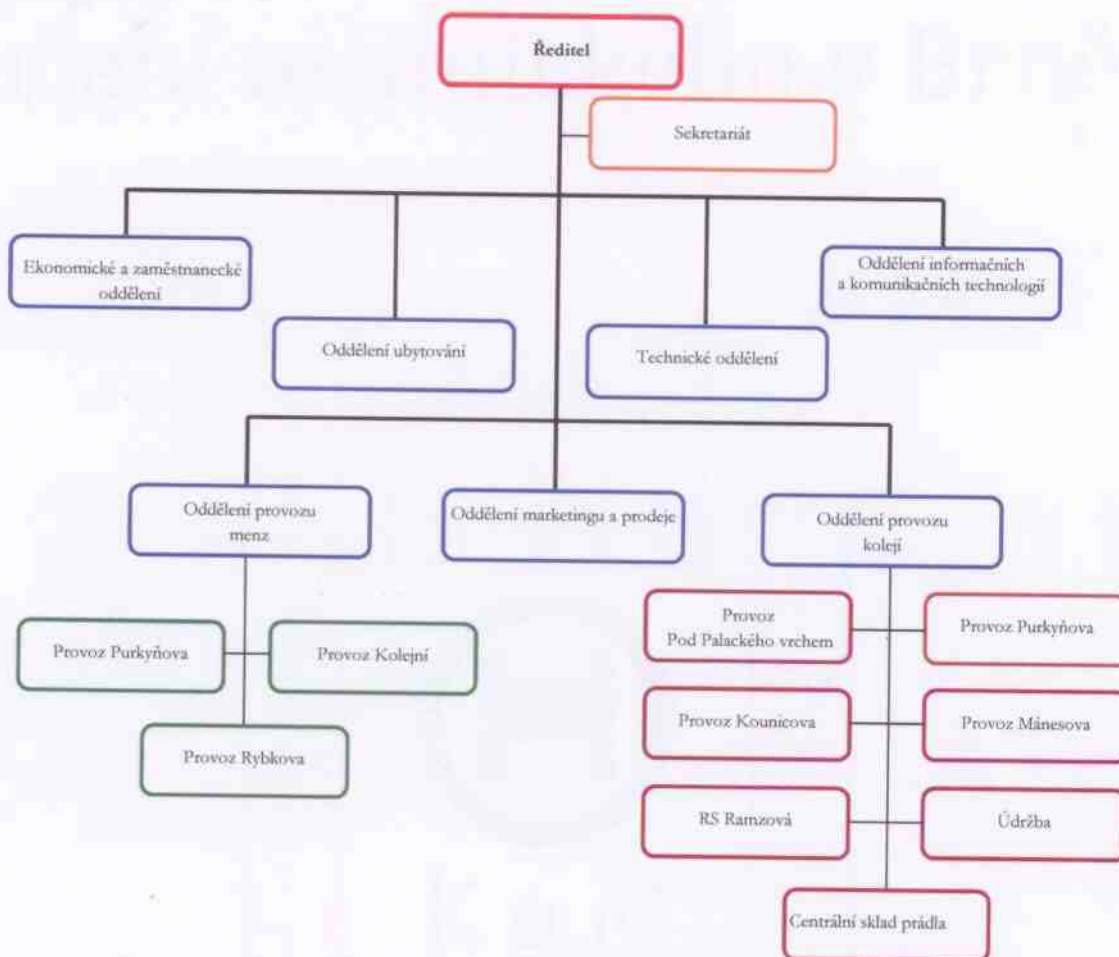 Ředitel
Sekretariát
Ekonomické a zaměstnanecké
oddělení
Oddělení ubytování
Technické oddělení
Oddělení informačních
a komunikačních technologií
Oddělení provozu
menz
Oddělení marketingu a prodeje
Oddělení provozu
kolejí
Provoz Purkyňova
Provoz Kolejní
Provoz Rybkova
Provoz
Pod Palackého vrchem
Provoz Purkyňova
Provoz Kounicova
Provoz Mánesova
RS Ramzová
Údržba
Centrální sklad prádla